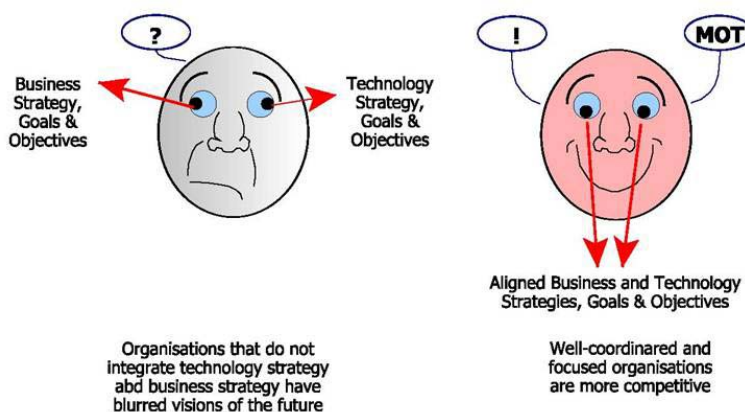 ?
Business
Strategy,
Goals &
Objectives
Technology
Strategy,
Goals &
Objectives
Organisations that do not
integrate technology strategy
abd business strategy have
blurred visions of the future
!
MOT
Aligned Business and Technology
Strategies, Goals & Objectives
Well-coordinared and
focused organisations
are more competitive